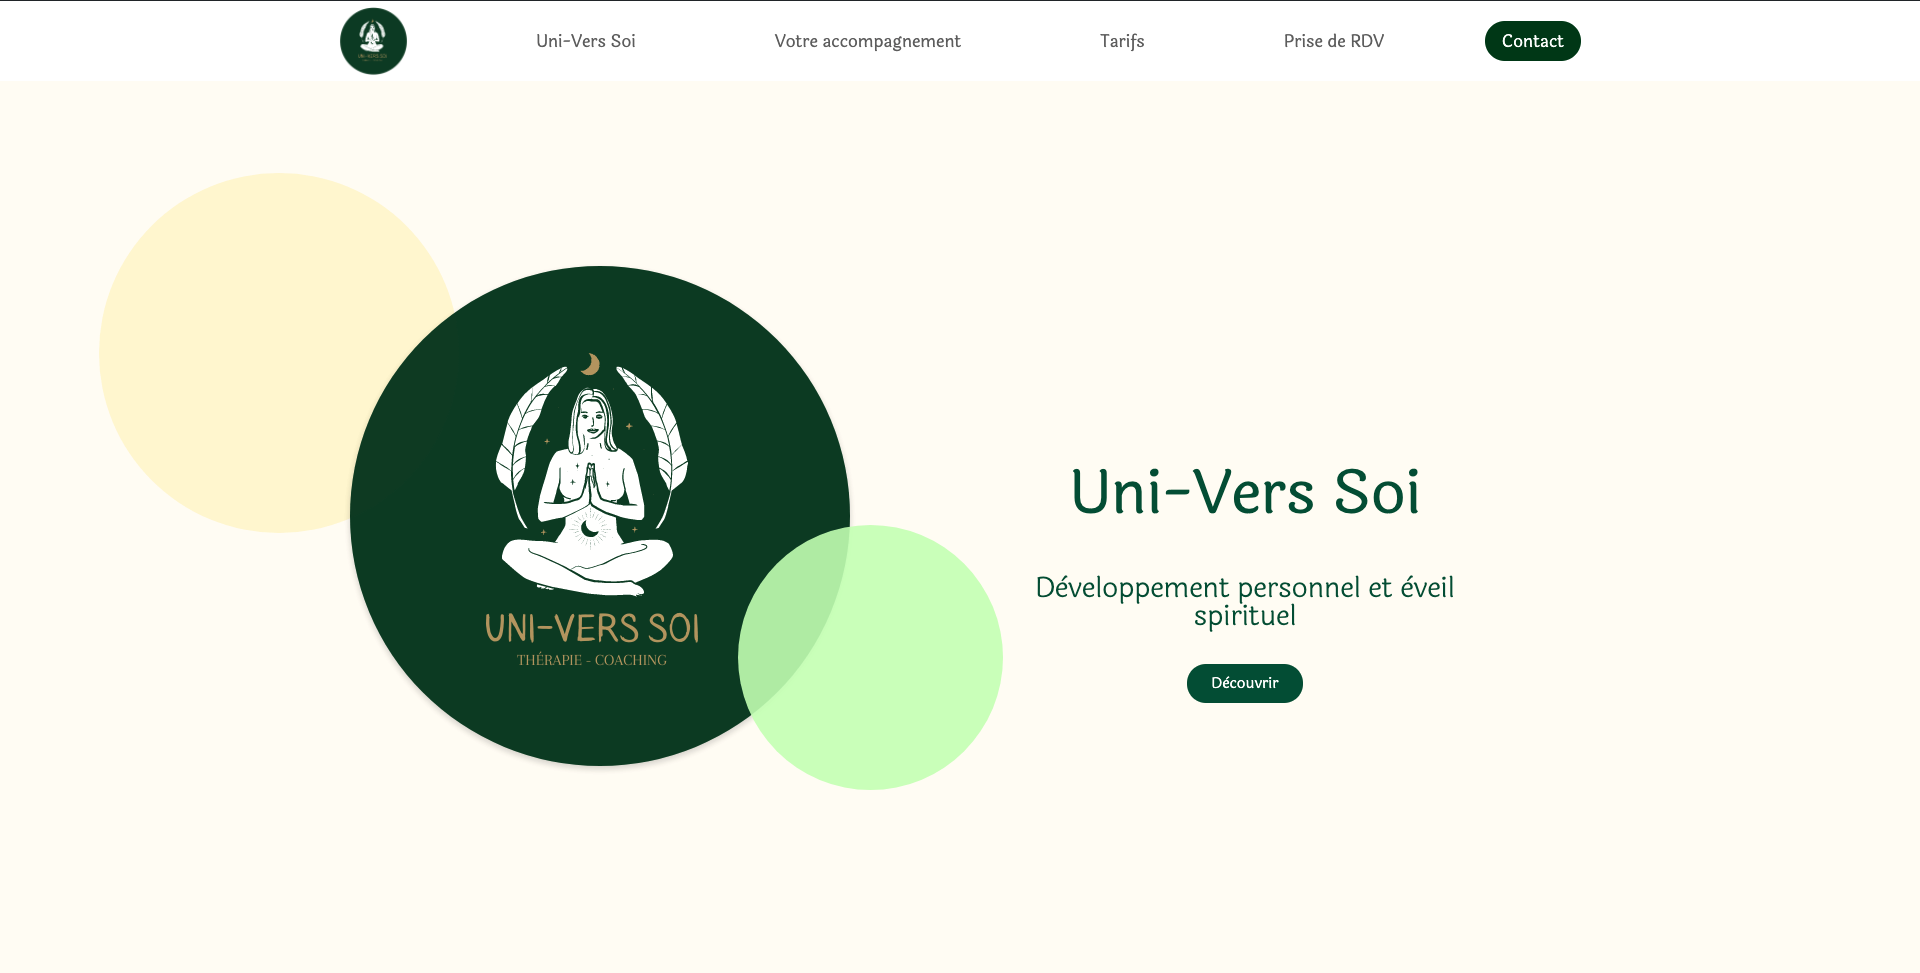 Uni-Vers Soi
Votre accompagnement
Tarifs
Prise de RDV
Contact
UNI-VERS SOI
THÉRAPIE - COACHING
Uni-Vers Soi
Développement personnel et éveil
spirituel
Découvrir